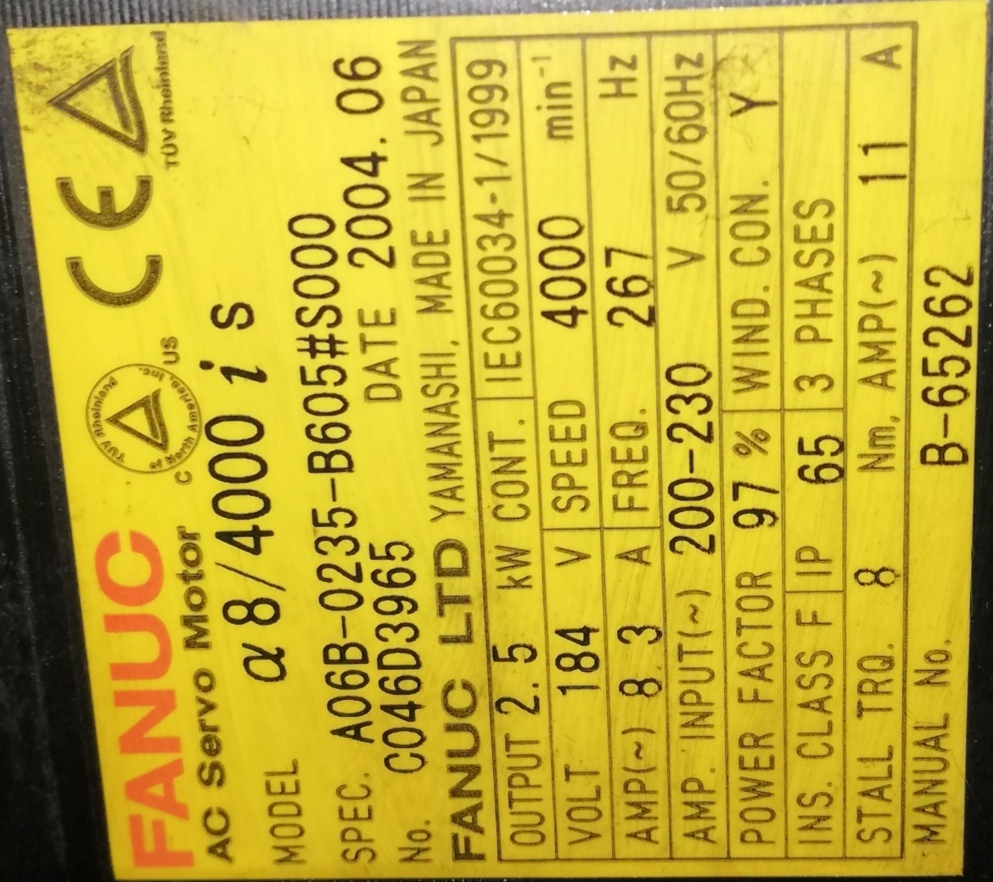 FANUC
AC Servo Motor
TUV Rheinland of North America, Inc. C US
CE
TÜV Rheinland
MODEL α8/4000 i s
SPEC. A06B-0235-B605#S000
No. C046D3965 DATE 2004. 06
FANUC LTD YAMANASHI, MADE IN JAPAN
OUTPUT 2.5 kW CONT. IEC60034-1/1999
VOLT 184 V SPEED 4000 min⁻¹
AMP(~) 8.3 A FREQ. 267 Hz
AMP. INPUT(~) 200-230 V 50/60Hz
POWER FACTOR 97 % WIND. CON. Y
INS. CLASS F IP 65 3 PHASES
STALL TRQ. 8 Nm, AMP(~) 11 A
MANUAL No. B-65262